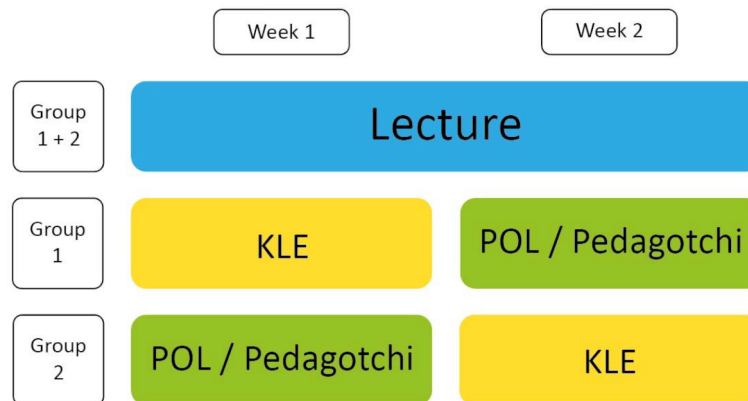 Week 1
Week 2
Group
1 + 2
Lecture
Group
1
KLE
POL / Pedagotchi
Group
2
POL / Pedagotchi
KLE